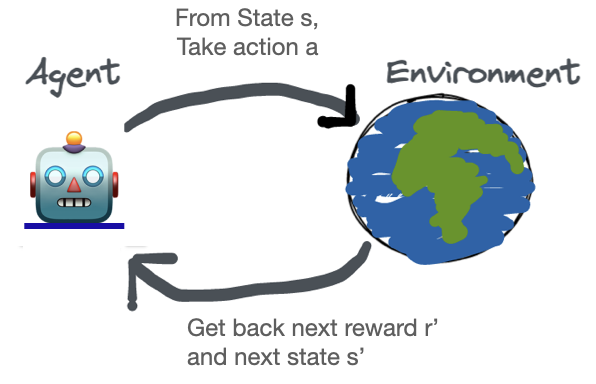 From State s,
Take action a
Agent
Environment
Get back next reward r’
and next state s’